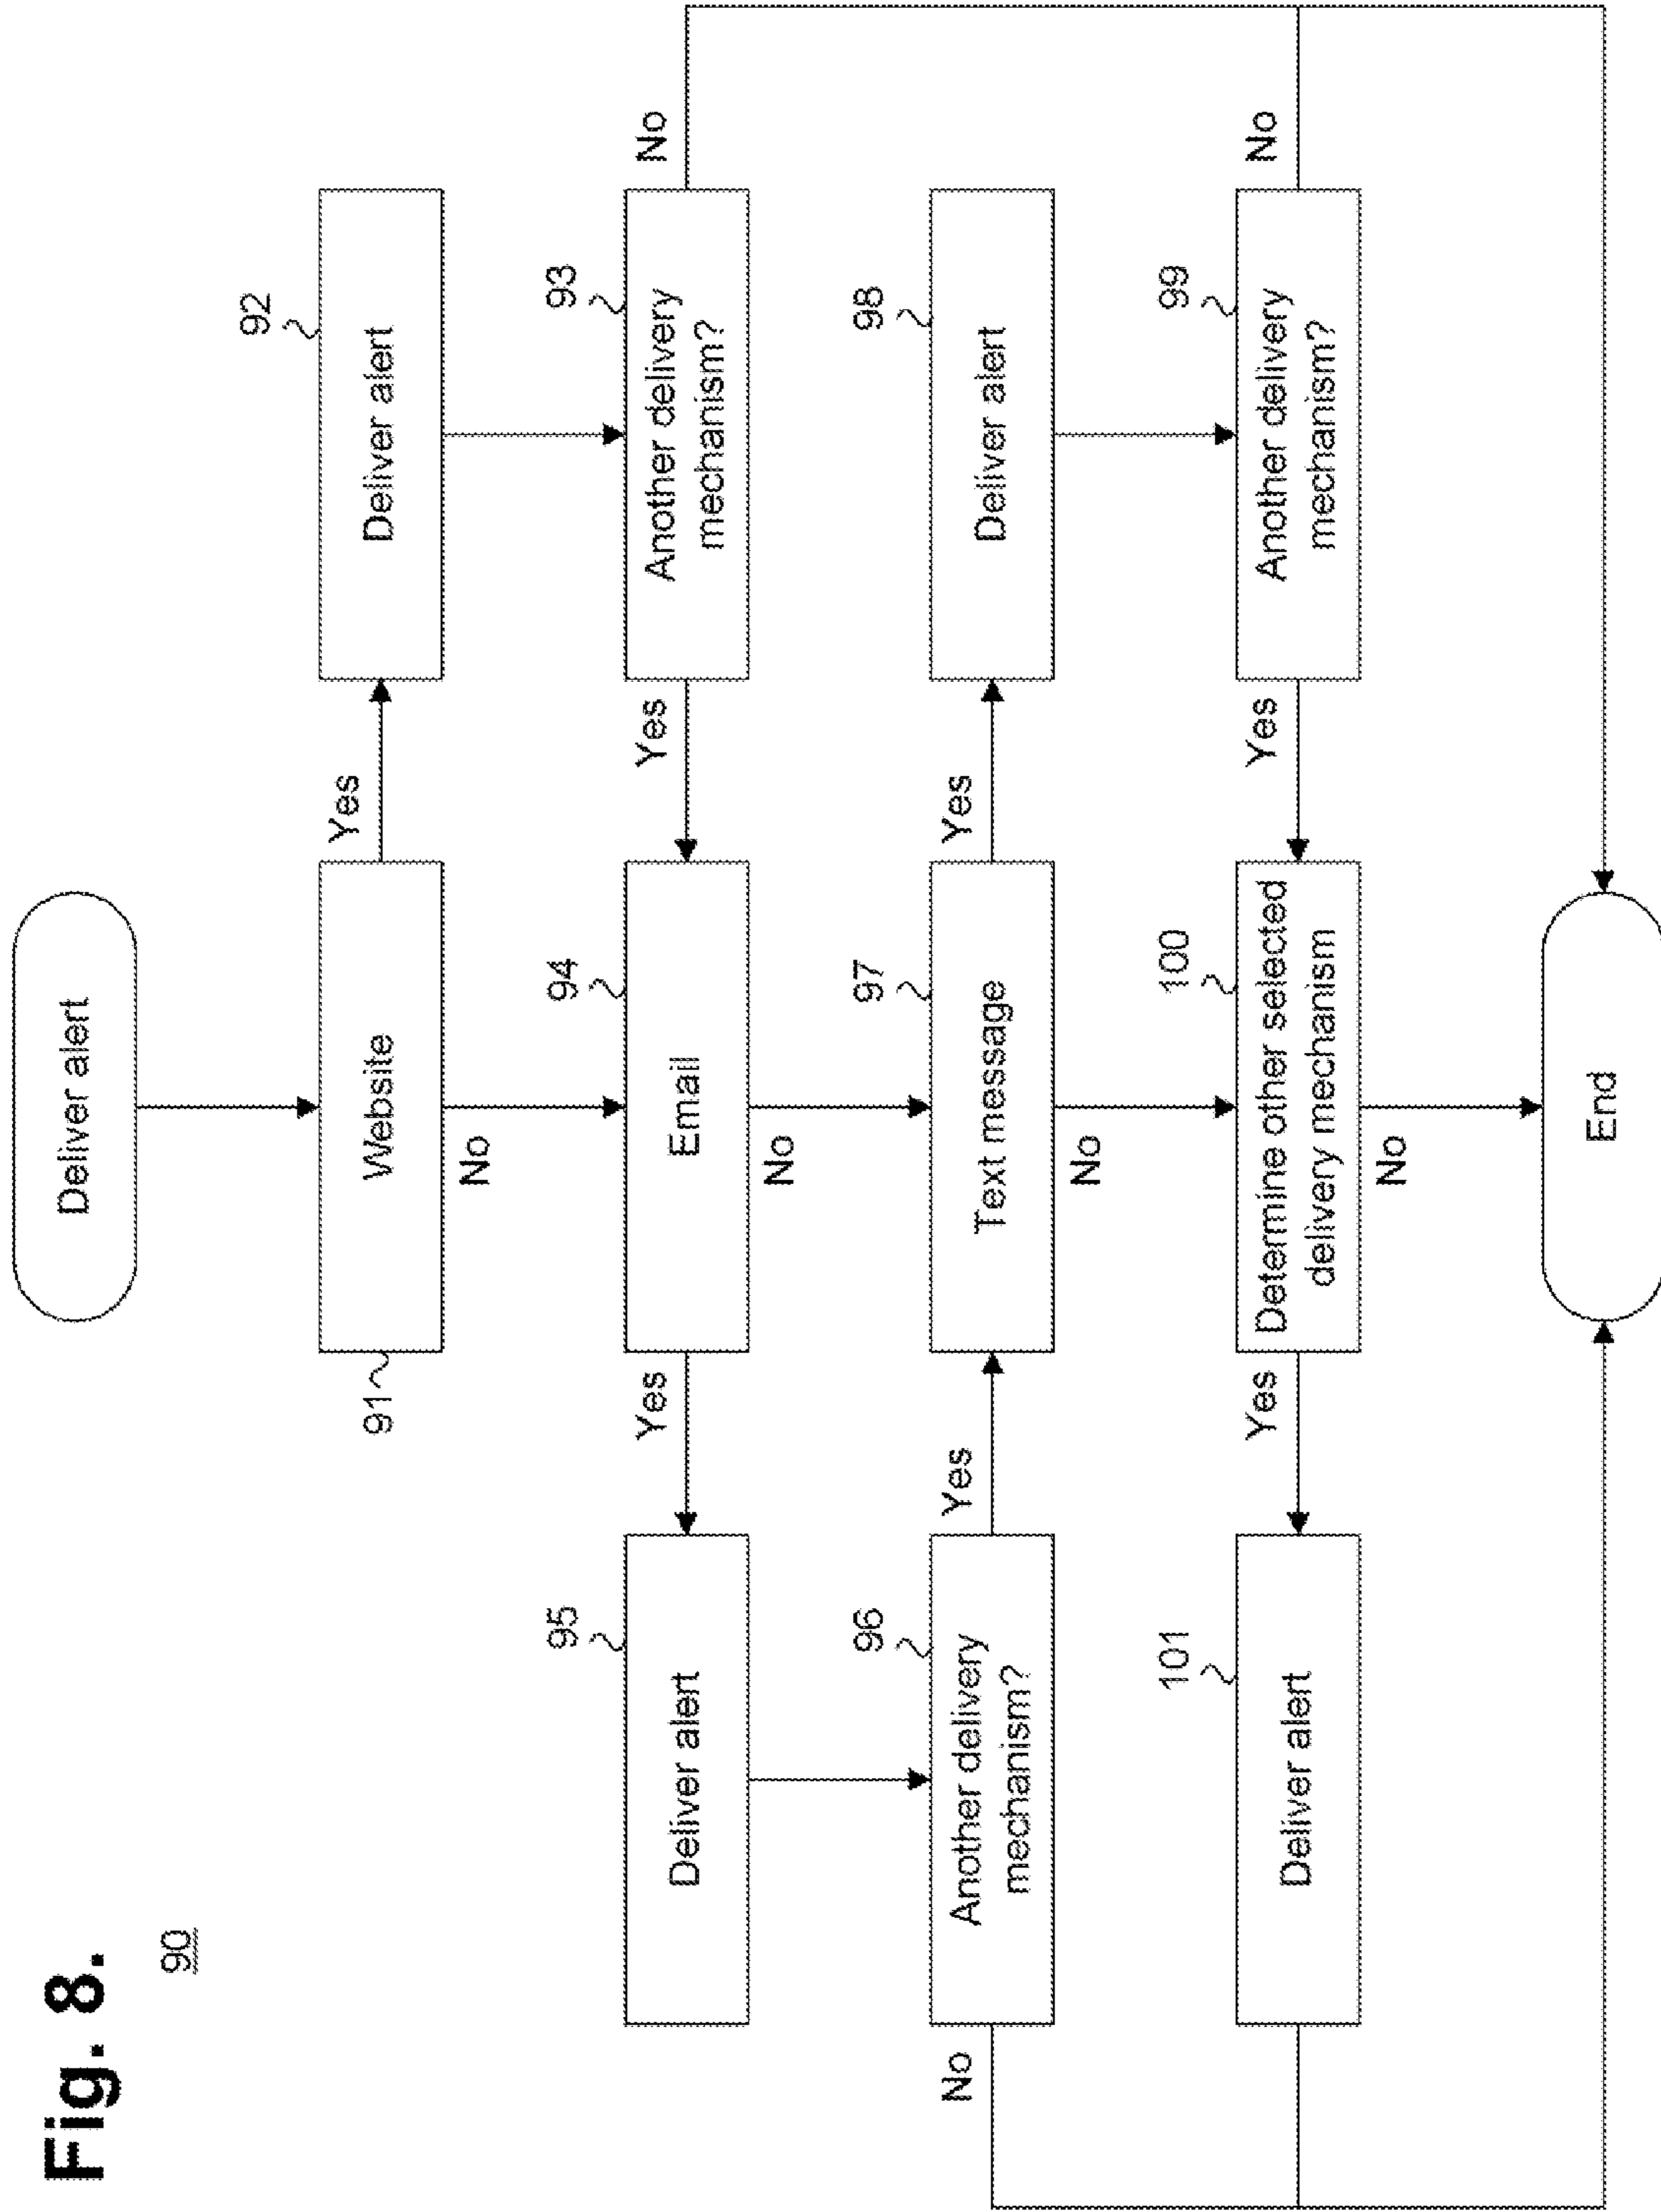 Fig. 8.
90
Deliver alert
91
Website
Yes
No
92
Deliver alert
93
Another delivery
mechanism?
No
Yes
94
Email
Yes
No
95
Deliver alert
96
Another delivery
mechanism?
No
Yes
97
Text message
Yes
No
98
Deliver alert
99
Another delivery
mechanism?
No
Yes
100
Determine other selected
delivery mechanism
Yes
No
101
Deliver alert
End